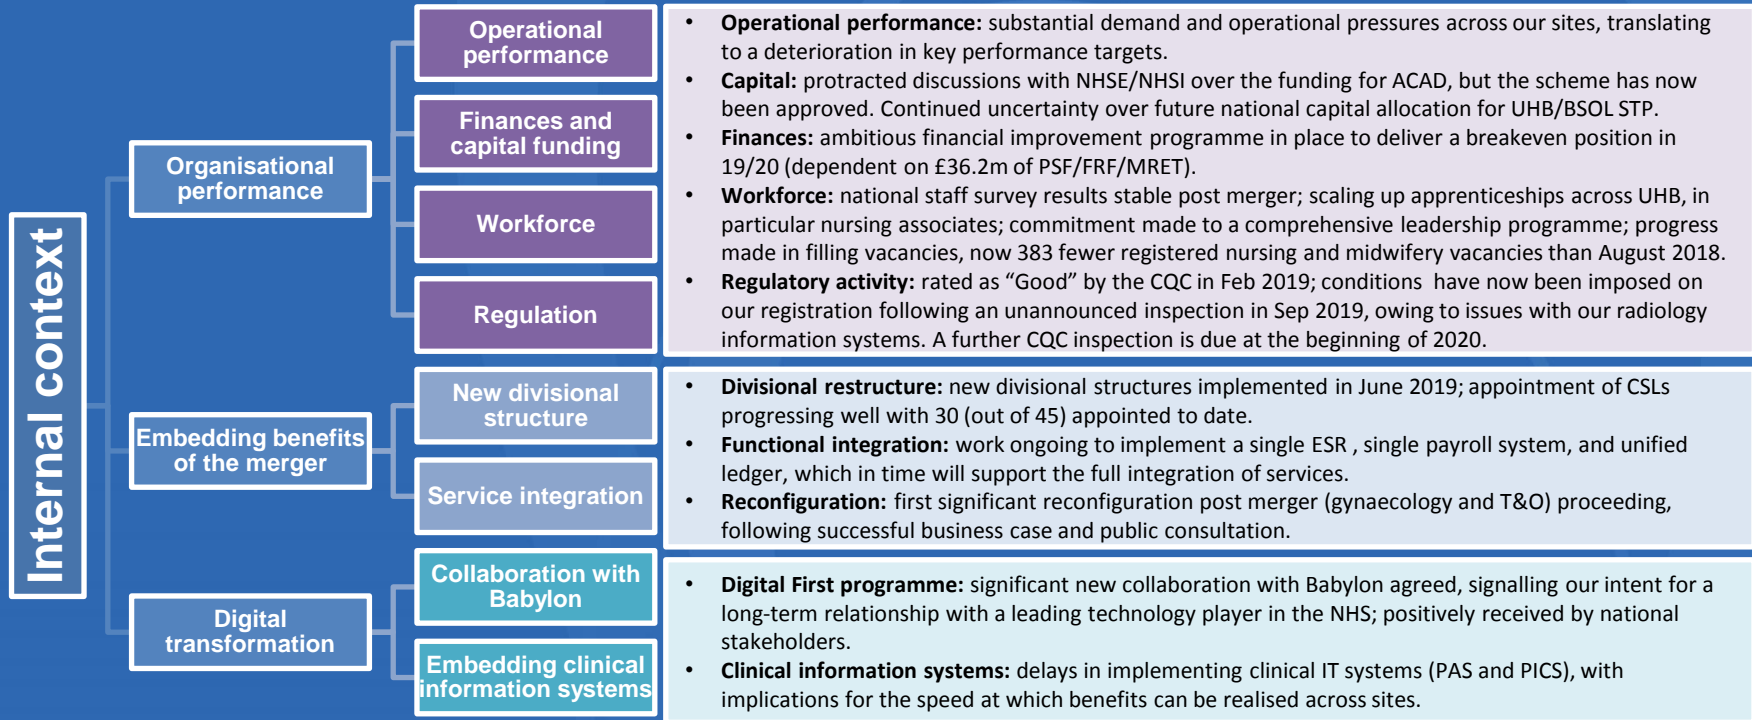 Internal context
Organisational
performance
Operational
performance
Finances and
capital funding
Workforce
Regulation
• Operational performance: substantial demand and operational pressures across our sites, translating
to a deterioration in key performance targets.
• Capital: protracted discussions with NHSE/NHSI over the funding for ACAD, but the scheme has now
been approved. Continued uncertainty over future national capital allocation for UHB/BSOL STP.
• Finances: ambitious financial improvement programme in place to deliver a breakeven position in
19/20 (dependent on £36.2m of PSF/FRF/MRET).
• Workforce: national staff survey results stable post merger; scaling up apprenticeships across UHB, in
particular nursing associates; commitment made to a comprehensive leadership programme; progress
made in filling vacancies, now 383 fewer registered nursing and midwifery vacancies than August 2018.
• Regulatory activity: rated as “Good” by the CQC in Feb 2019; conditions have now been imposed on
our registration following an unannounced inspection in Sep 2019, owing to issues with our radiology
information systems. A further CQC inspection is due at the beginning of 2020.
Embedding benefits
of the merger
New divisional
structure
Service integration
• Divisional restructure: new divisional structures implemented in June 2019; appointment of CSLs
progressing well with 30 (out of 45) appointed to date.
• Functional integration: work ongoing to implement a single ESR , single payroll system, and unified
ledger, which in time will support the full integration of services.
• Reconfiguration: first significant reconfiguration post merger (gynaecology and T&O) proceeding,
following successful business case and public consultation.
Digital
transformation
Collaboration with
Babylon
Embedding clinical
information systems
• Digital First programme: significant new collaboration with Babylon agreed, signalling our intent for a
long-term relationship with a leading technology player in the NHS; positively received by national
stakeholders.
• Clinical information systems: delays in implementing clinical IT systems (PAS and PICS), with
implications for the speed at which benefits can be realised across sites.